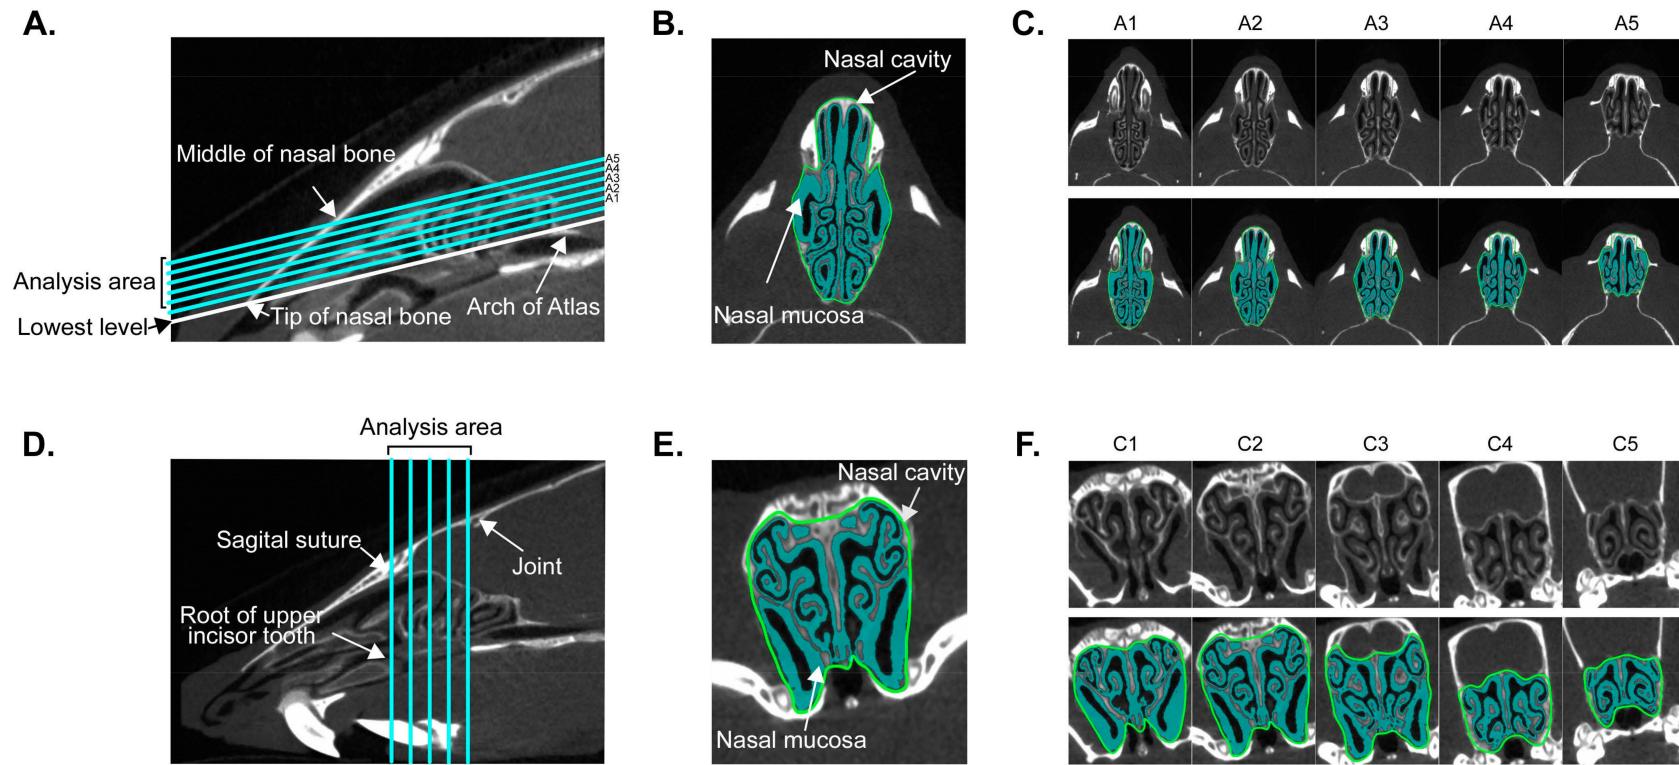 A.
Middle of nasal bone
A5
A4
A3
A2
A1
Analysis area
Lowest level
Tip of nasal bone
Arch of Atlas
B.
Nasal cavity
Nasal mucosa
C.
A1 A2 A3 A4 A5
D.
Analysis area
Sagital suture
Joint
Root of upper
incisor tooth
E.
Nasal cavity
Nasal mucosa
F.
C1 C2 C3 C4 C5